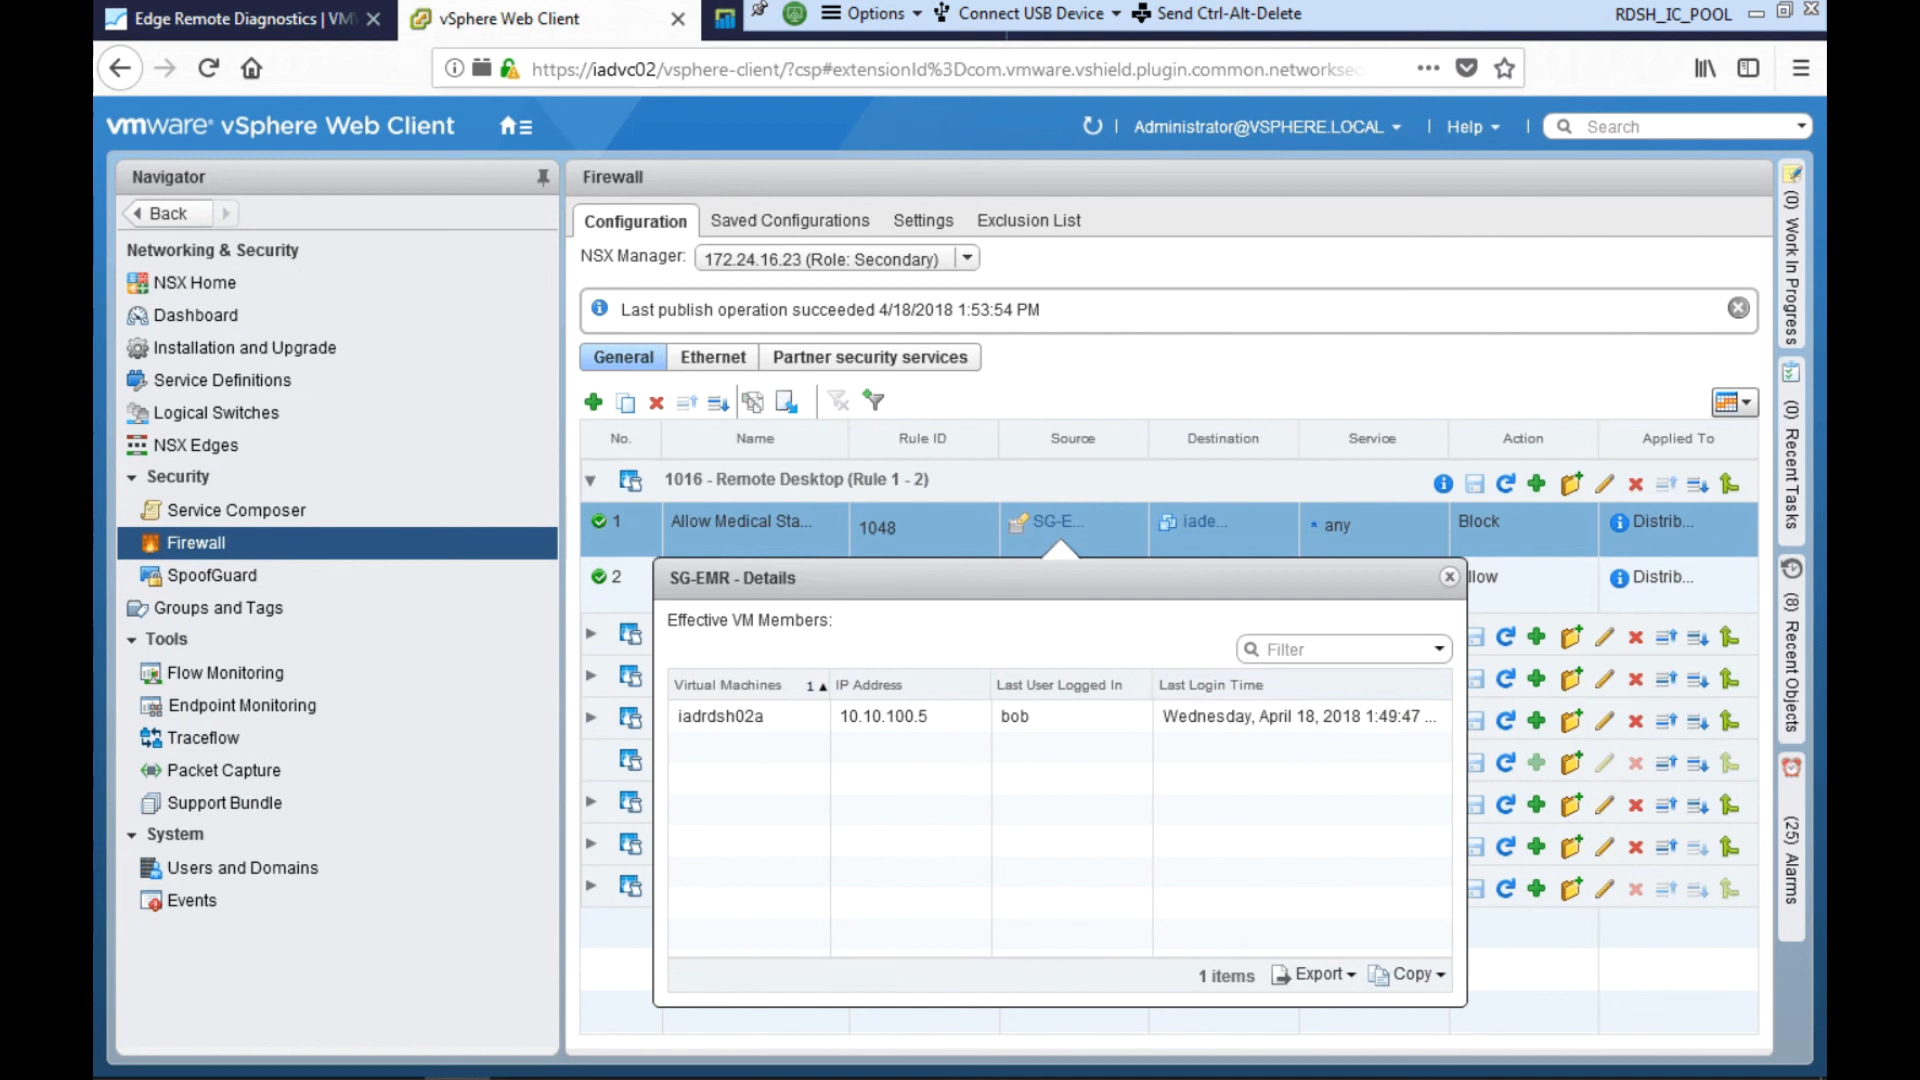 Edge Remote Diagnostics | VM
vSphere Web Client
Options
Connect USB Device
Send Ctrl-Alt-Delete
RDSH_IC_POOL
https://iadvc02/vsphere-client/?csp#extensionId%3Dcom.vmware.vshield.plugin.common.networksec
vmware® vSphere Web Client
Administrator@VSPHERE.LOCAL
Help
Search
Navigator
Back
Networking & Security
NSX Home
Dashboard
Installation and Upgrade
Service Definitions
Logical Switches
NSX Edges
Security
Service Composer
Firewall
SpoofGuard
Groups and Tags
Tools
Flow Monitoring
Endpoint Monitoring
Traceflow
Packet Capture
Support Bundle
System
Users and Domains
Events
Firewall
Configuration
Saved Configurations
Settings
Exclusion List
NSX Manager: 172.24.16.23 (Role: Secondary)
Last publish operation succeeded 4/18/2018 1:53:54 PM
General
Ethernet
Partner security services
No. Name Rule ID Source Destination Service Action Applied To
1016 - Remote Desktop (Rule 1 - 2)
1 Allow Medical Sta... 1048 SG-E... iade... * any Block Distrib...
2 llow Distrib...
SG-EMR - Details
Effective VM Members:
Filter
Virtual Machines 1 ▲ IP Address Last User Logged In Last Login Time
iadrdsh02a 10.10.100.5 bob Wednesday, April 18, 2018 1:49:47 ...
1 items Export Copy
(0) Work In Progress
(0) Recent Tasks
(8) Recent Objects
(25) Alarms